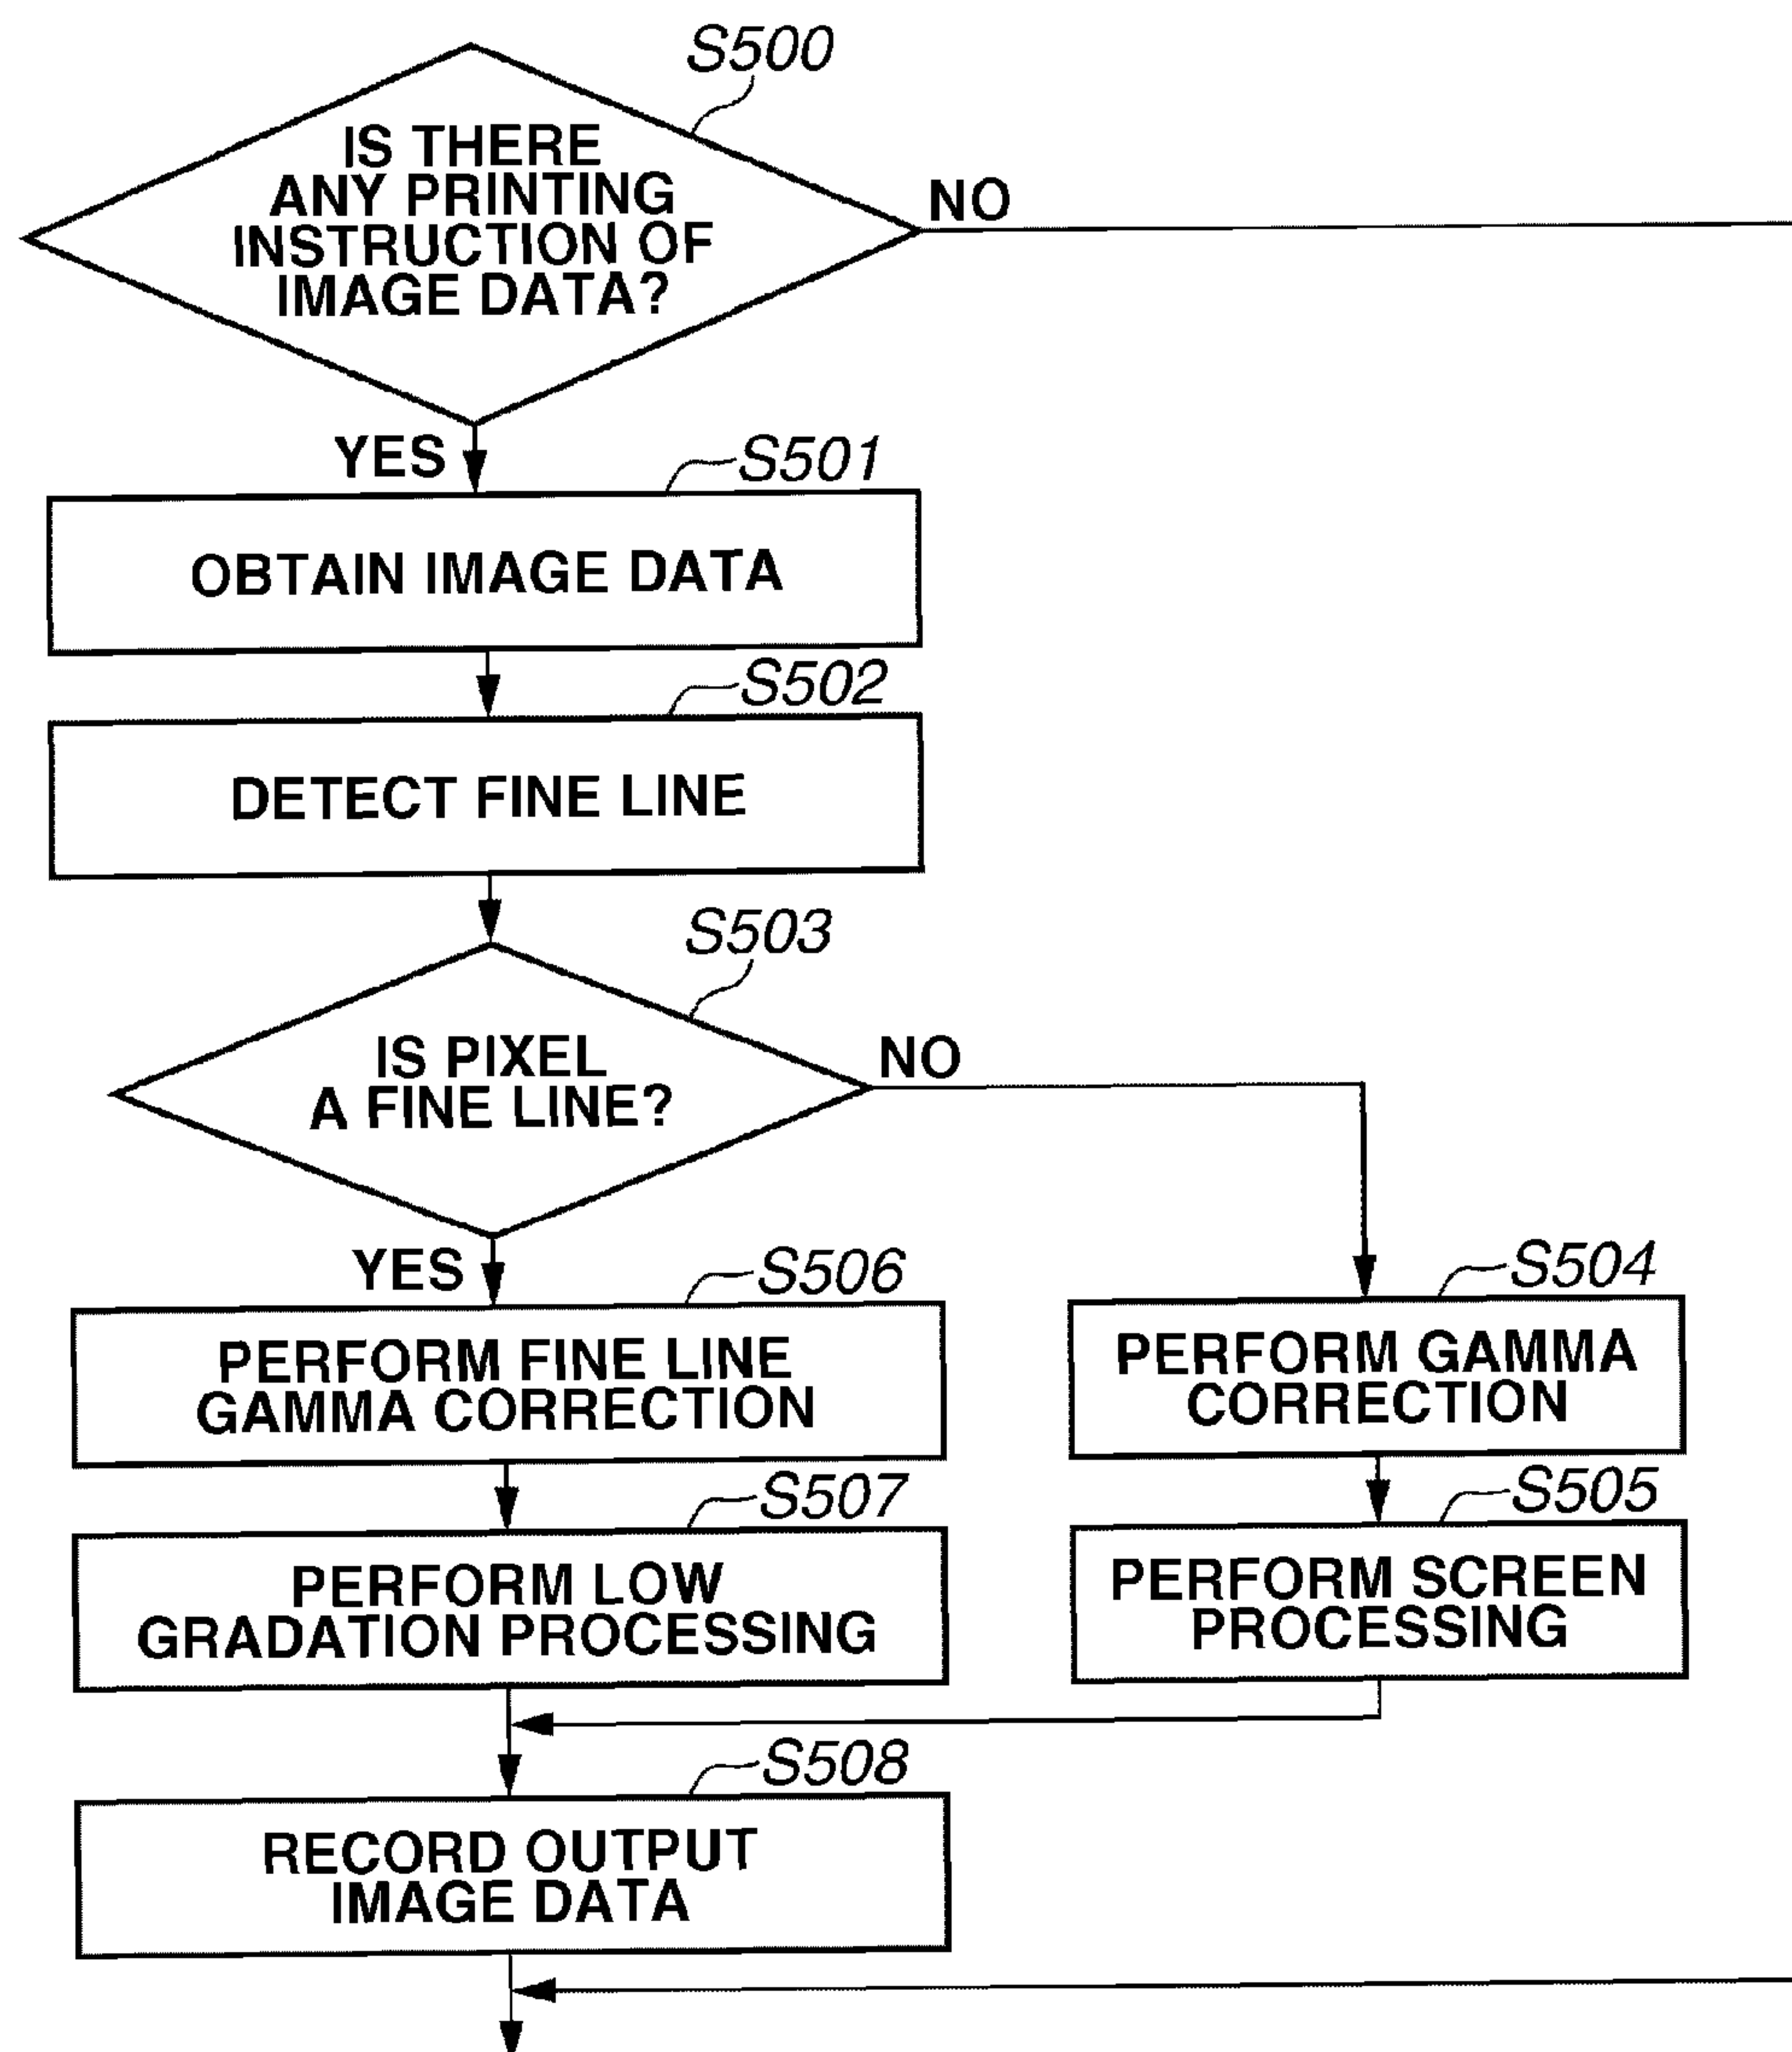 S500
IS THERE
ANY PRINTING
INSTRUCTION OF
IMAGE DATA?
NO
YES
S501
OBTAIN IMAGE DATA
S502
DETECT FINE LINE
S503
IS PIXEL
A FINE LINE?
NO
YES
S506
PERFORM FINE LINE
GAMMA CORRECTION
S504
PERFORM GAMMA
CORRECTION
S507
PERFORM LOW
GRADATION PROCESSING
S505
PERFORM SCREEN
PROCESSING
S508
RECORD OUTPUT
IMAGE DATA